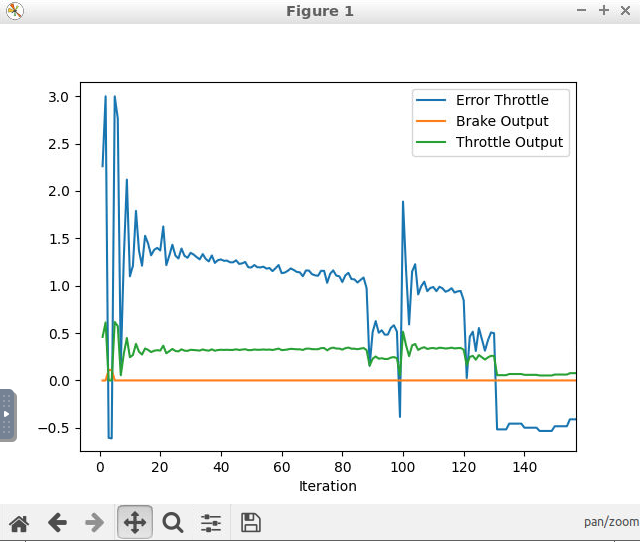 Figure 1
3.0
2.5
2.0
1.5
1.0
0.5
0.0
−0.5
Error Throttle
Brake Output
Throttle Output
0 20 40 60 80 100 120 140
Iteration
pan/zoom